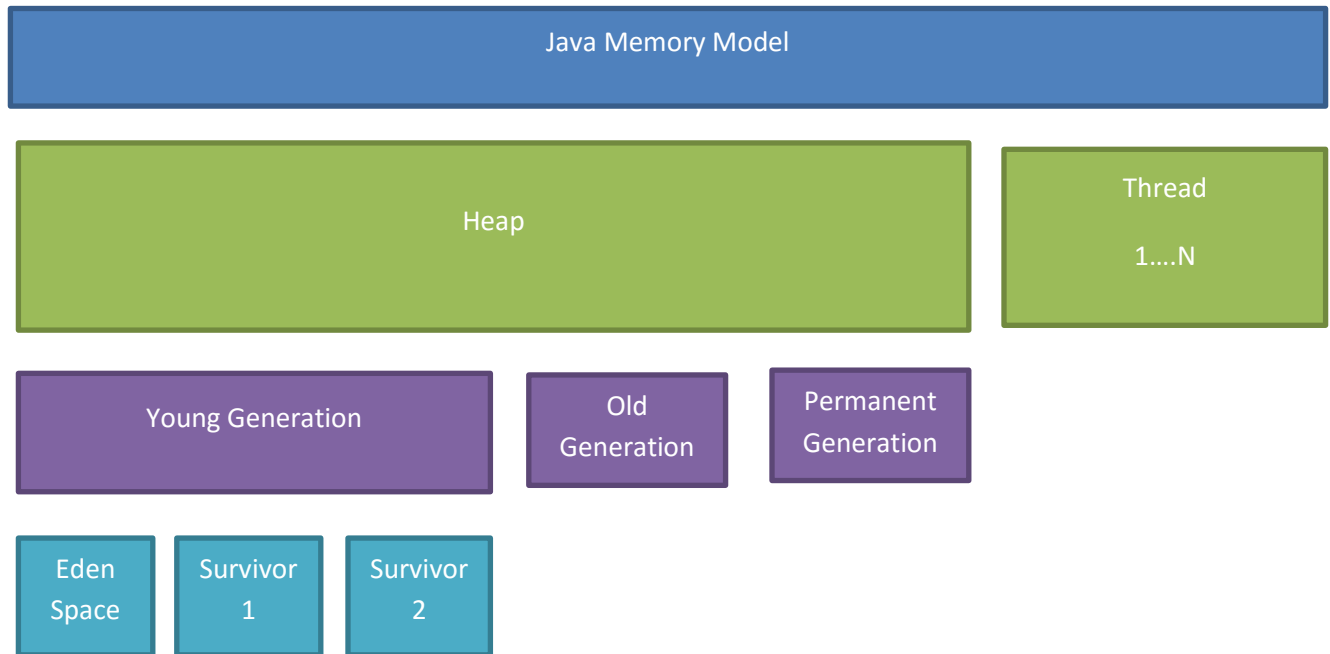 Java Memory Model
Heap
Thread
1....N
Young Generation
Old
Generation
Permanent
Generation
Eden
Space
Survivor
1
Survivor
2